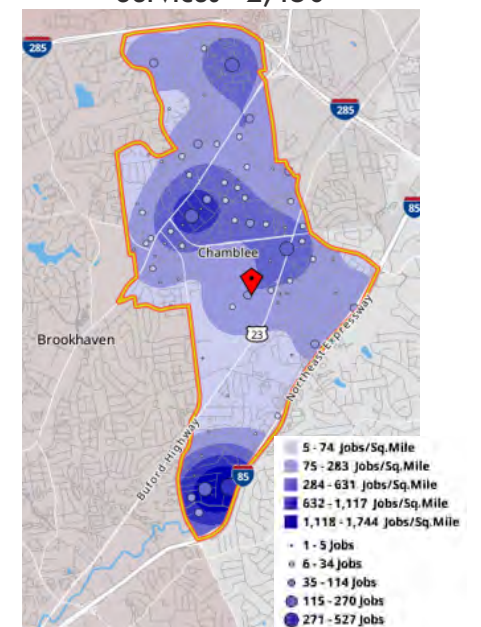 Services -
285
285
85
Chamblee
Brookhaven
23
Northeast Expressway
Buford Highway
85
5 - 74 Jobs/Sq.Mile
75 - 283 Jobs/Sq.Mile
284 - 631 Jobs/Sq.Mile
632 - 1,117 Jobs/Sq.Mile
1,118 - 1,744 Jobs/Sq.Mile
1 - 5 Jobs
6 - 34 Jobs
35 - 114 Jobs
115 - 270 Jobs
271 - 527 Jobs